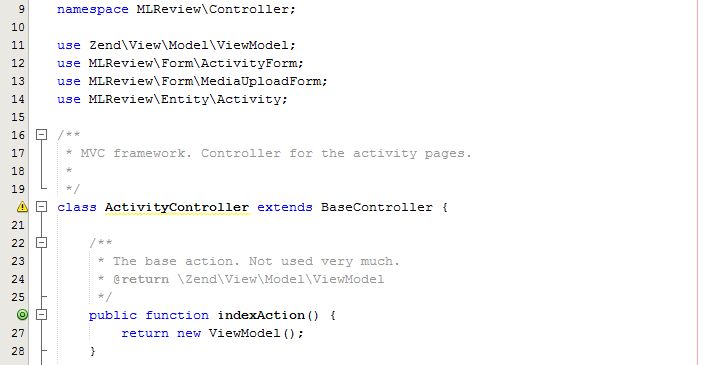 9 namespace MLReview\Controller;
10
11 use Zend\View\Model\ViewModel;
12 use MLReview\Form\ActivityForm;
13 use MLReview\Form\MediaUploadForm;
14 use MLReview\Entity\Activity;
15
16 /**
17 * MVC framework. Controller for the activity pages.
18 *
19 */
class ActivityController extends BaseController {
21
22 /**
23 * The base action. Not used very much.
24 * @return \Zend\View\Model\ViewModel
25 */
public function indexAction() {
27 return new ViewModel();
28 }